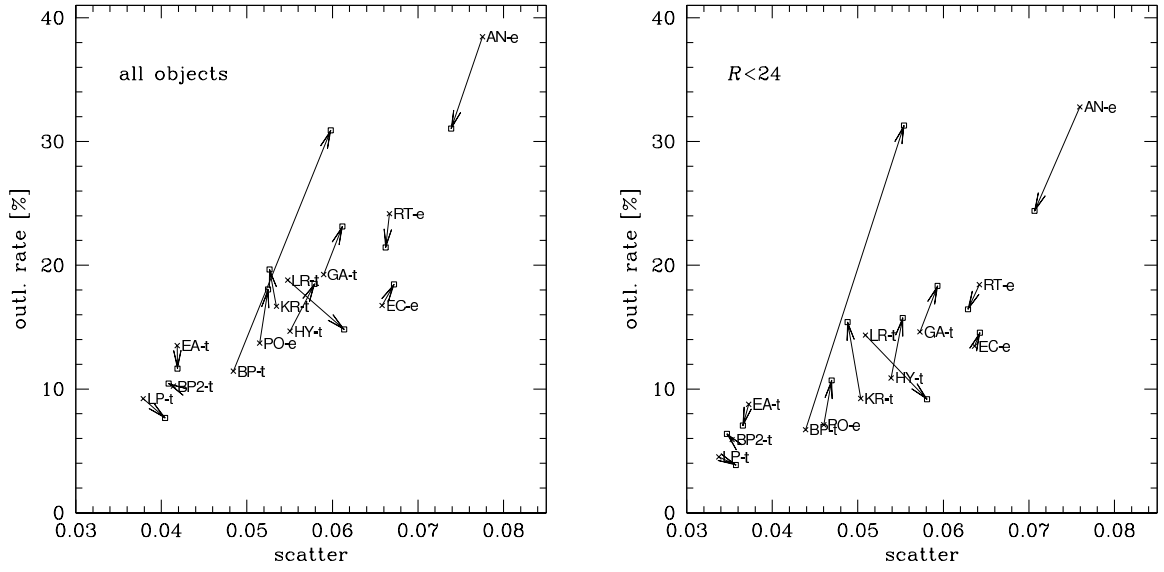 all objects
AN-e
RT-e
GA-t
LR-t
KR-t
EC-e
HY-t
PO-e
BP-t
EA-t
BP2-t
LP-t
40
30
20
10
0
outl. rate [%]
0.03 0.04 0.05 0.06 0.07 0.08
scatter
R<24
AN-e
RT-e
GA-t
LR-t
EC-e
HY-t
KR-t
EA-t
PO-e
BP-t
BP2-t
LP-t
40
30
20
10
0
outl. rate [%]
0.03 0.04 0.05 0.06 0.07 0.08
scatter